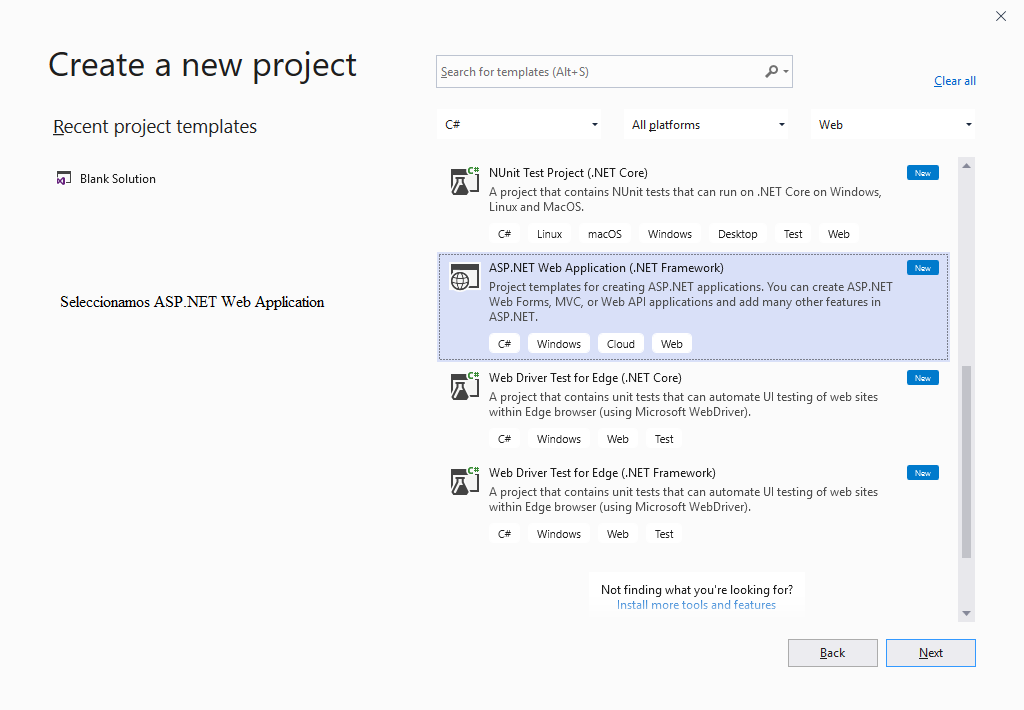 Create a new project
Recent project templates
Blank Solution
Seleccionamos ASP.NET Web Application
Search for templates (Alt+S)
Clear all
C#
All platforms
Web
C#
NUnit Test Project (.NET Core)
New
A project that contains NUnit tests that can run on .NET Core on Windows,
Linux and MacOS.
C# Linux macOS Windows Desktop Test Web
ASP.NET Web Application (.NET Framework)
New
Project templates for creating ASP.NET applications. You can create ASP.NET
Web Forms, MVC, or Web API applications and add many other features in
ASP.NET.
C# Windows Cloud Web
C#
Web Driver Test for Edge (.NET Core)
New
A project that contains unit tests that can automate UI testing of web sites
within Edge browser (using Microsoft WebDriver).
C# Windows Web Test
C#
Web Driver Test for Edge (.NET Framework)
New
A project that contains unit tests that can automate UI testing of web sites
within Edge browser (using Microsoft WebDriver).
C# Windows Web Test
Not finding what you're looking for?
Install more tools and features
Back
Next